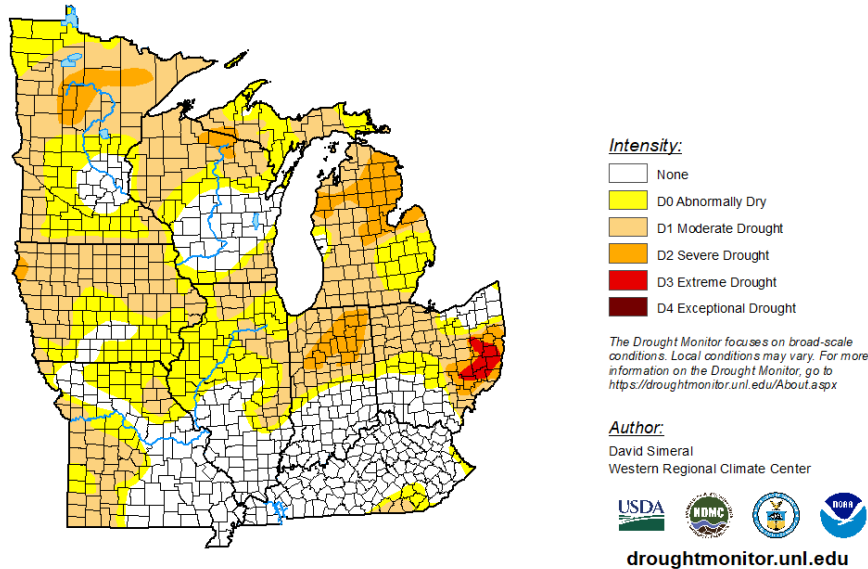 Intensity:
None
D0 Abnormally Dry
D1 Moderate Drought
D2 Severe Drought
D3 Extreme Drought
D4 Exceptional Drought
The Drought Monitor focuses on broad-scale
conditions. Local conditions may vary. For more
information on the Drought Monitor, go to
https://droughtmonitor.unl.edu/About.aspx
Author:
David Simeral
Western Regional Climate Center
USDA
NDMC
NOAA
droughtmonitor.unl.edu